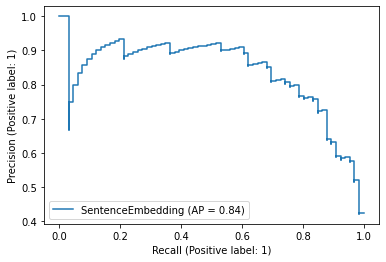 1.0
0.9
0.8
0.7
0.6
0.5
0.4
Precision (Positive label: 1)
SentenceEmbedding (AP = 0.84)
0.0 0.2 0.4 0.6 0.8 1.0
Recall (Positive label: 1)